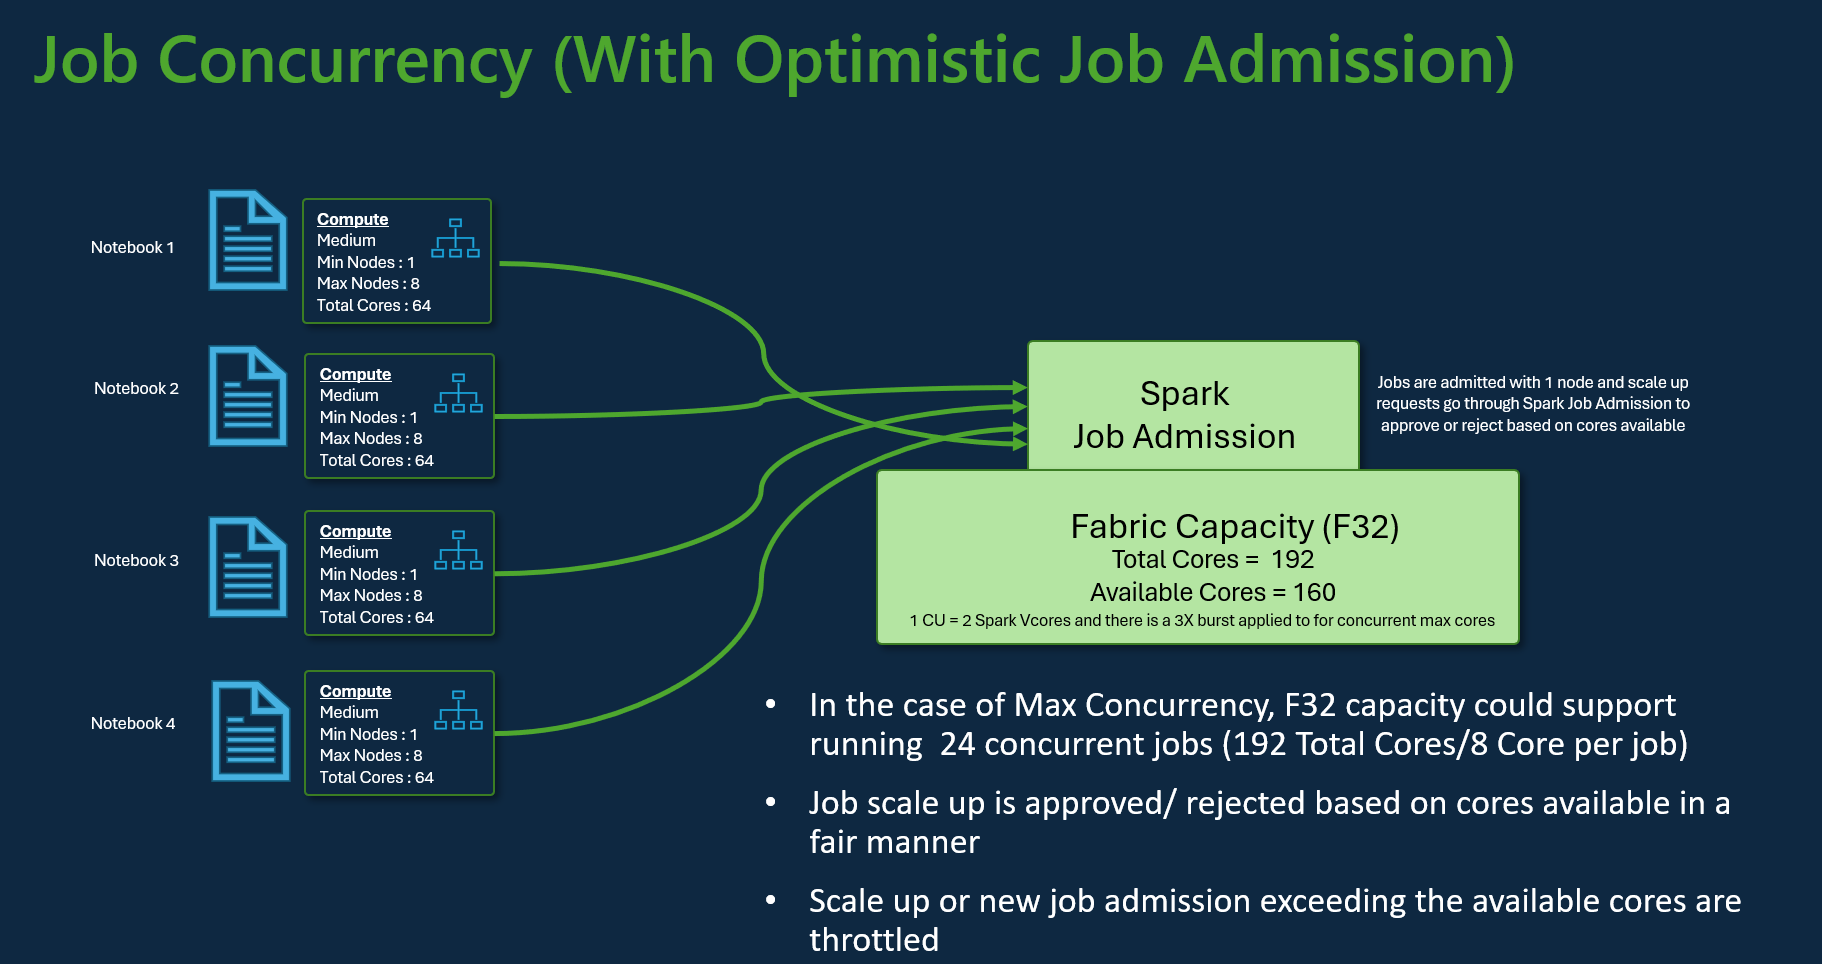 Job Concurrency (With Optimistic Job Admission)
Notebook 1
Compute
Medium
Min Nodes : 1
Max Nodes : 8
Total Cores : 64
Notebook 2
Compute
Medium
Min Nodes : 1
Max Nodes : 8
Total Cores : 64
Notebook 3
Compute
Medium
Min Nodes : 1
Max Nodes : 8
Total Cores : 64
Notebook 4
Compute
Medium
Min Nodes : 1
Max Nodes : 8
Total Cores : 64
Spark
Job Admission
Jobs are admitted with 1 node and scale up
requests go through Spark Job Admission to
approve or reject based on cores available
Fabric Capacity (F32)
Total Cores = 192
Available Cores = 160
1 CU = 2 Spark Vcores and there is a 3X burst applied to for concurrent max cores
• In the case of Max Concurrency, F32 capacity could support
running 24 concurrent jobs (192 Total Cores/8 Core per job)
• Job scale up is approved/ rejected based on cores available in a
fair manner
• Scale up or new job admission exceeding the available cores are
throttled